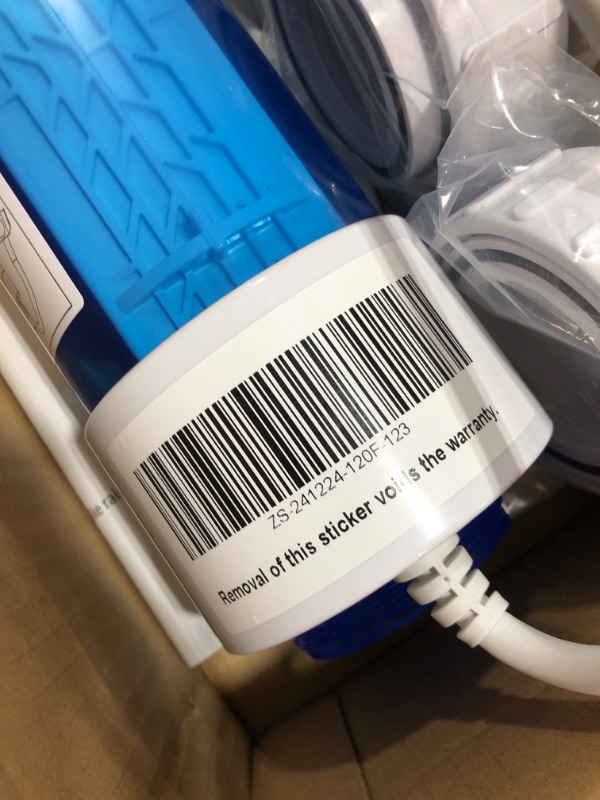 ZS-241224-120F-123
Removal of this sticker voids the warranty.